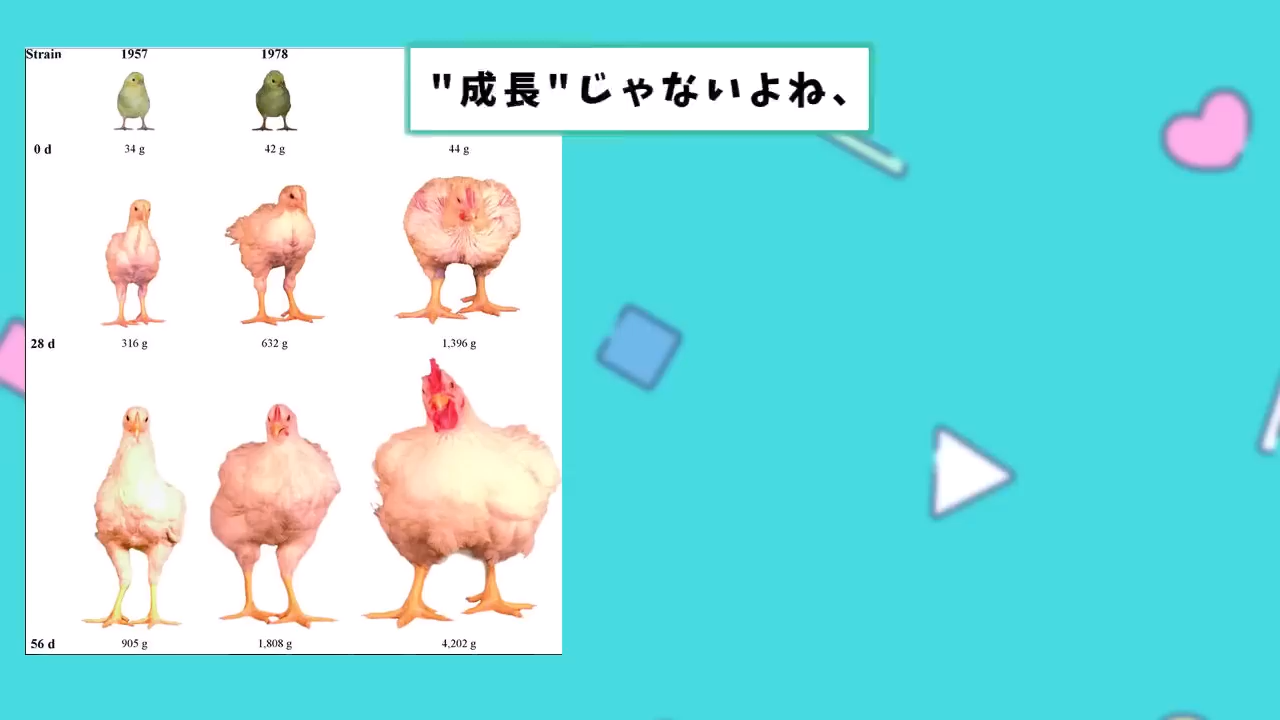 "成長"じゃないよね、
Strain 1957 1978
0 d 34 g 42 g 44 g
28 d 316 g 632 g 1,396 g
56 d 905 g 1,808 g 4,202 g